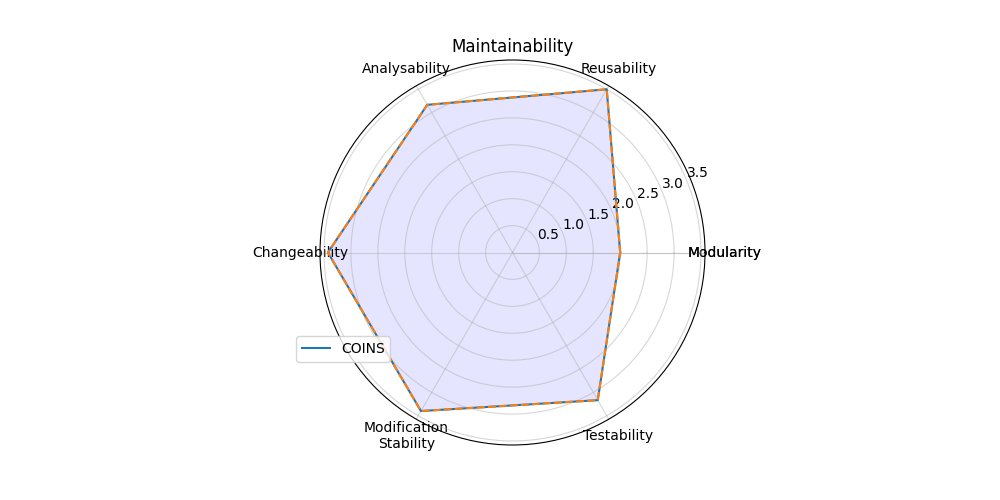 Maintainability
Analysability
Reusability
3.5
3.0
2.5
2.0
1.5
1.0
0.5
Changeability
Modularity
COINS
Modification
Stability
Testability